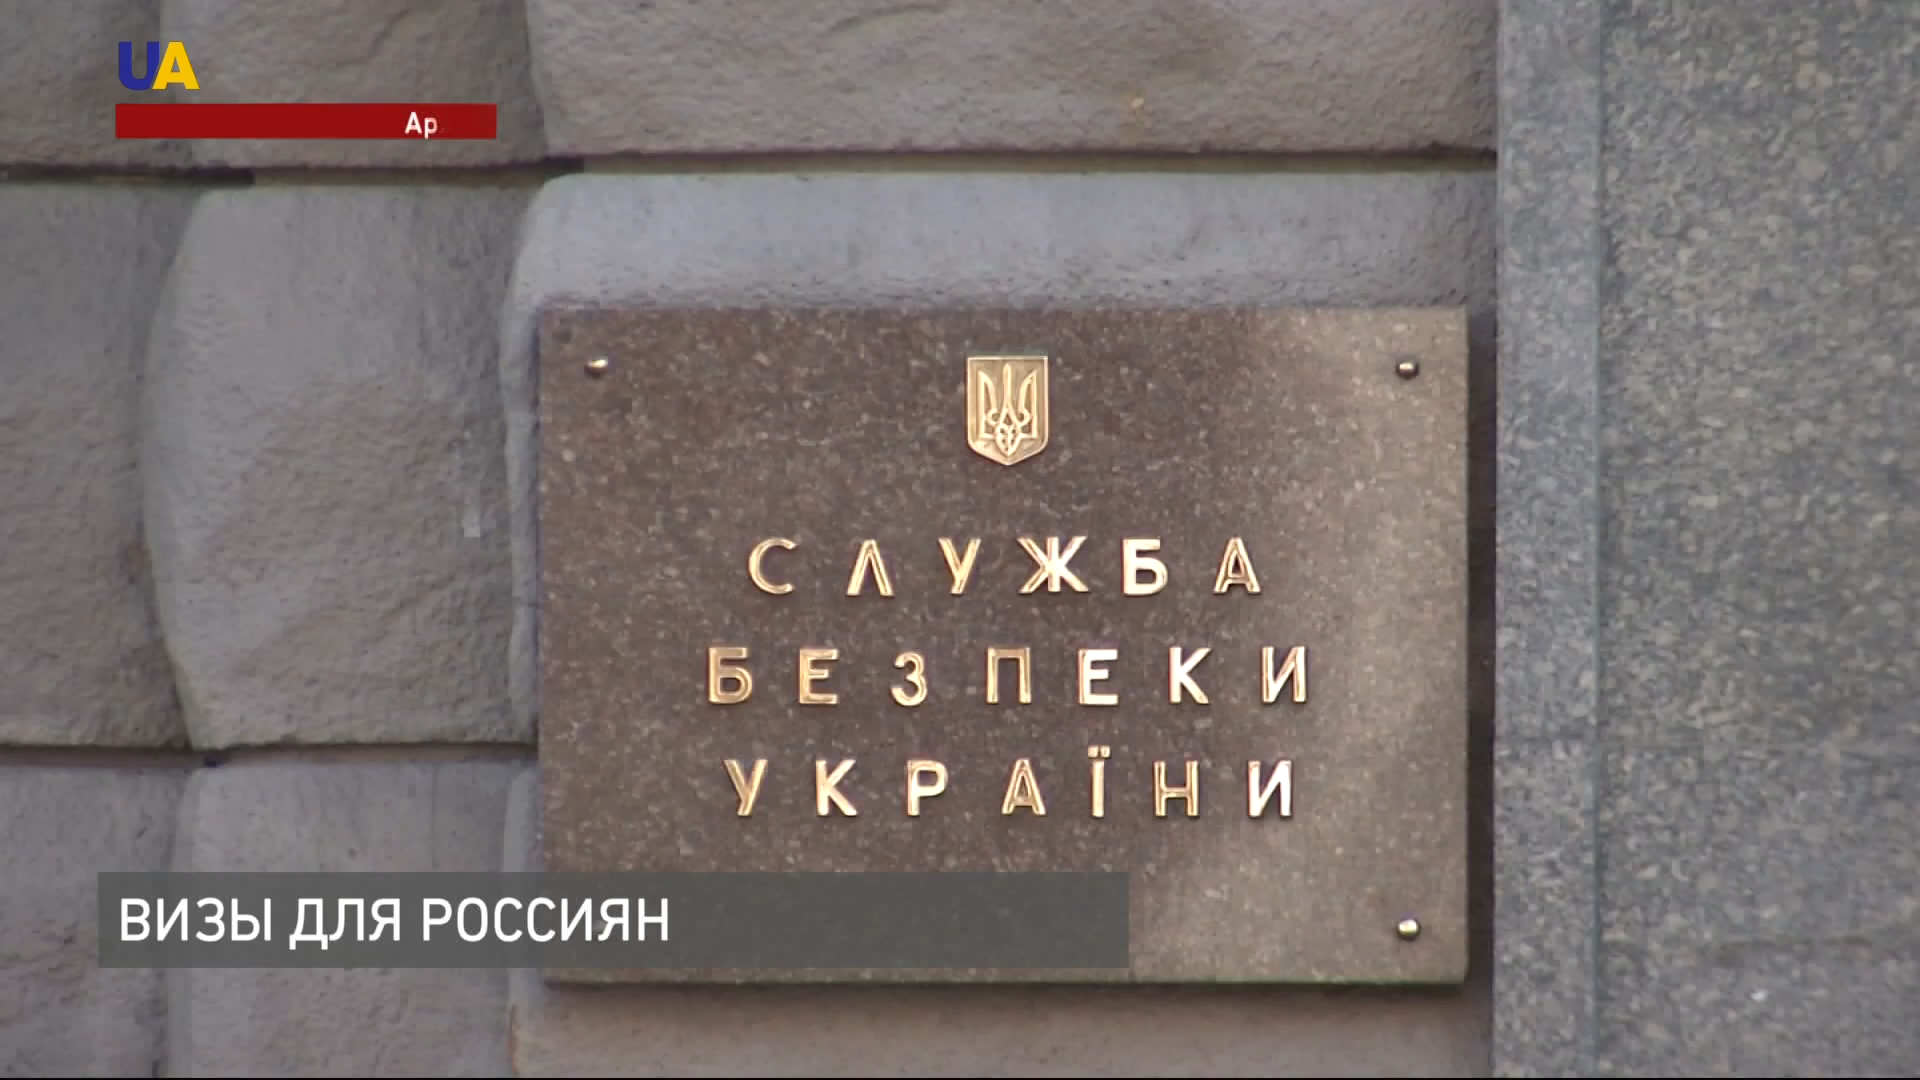 UA
Ар
СЛУЖБА
БЕЗПЕКИ
УКРАЇНИ
ВИЗЫ ДЛЯ РОССИЯН